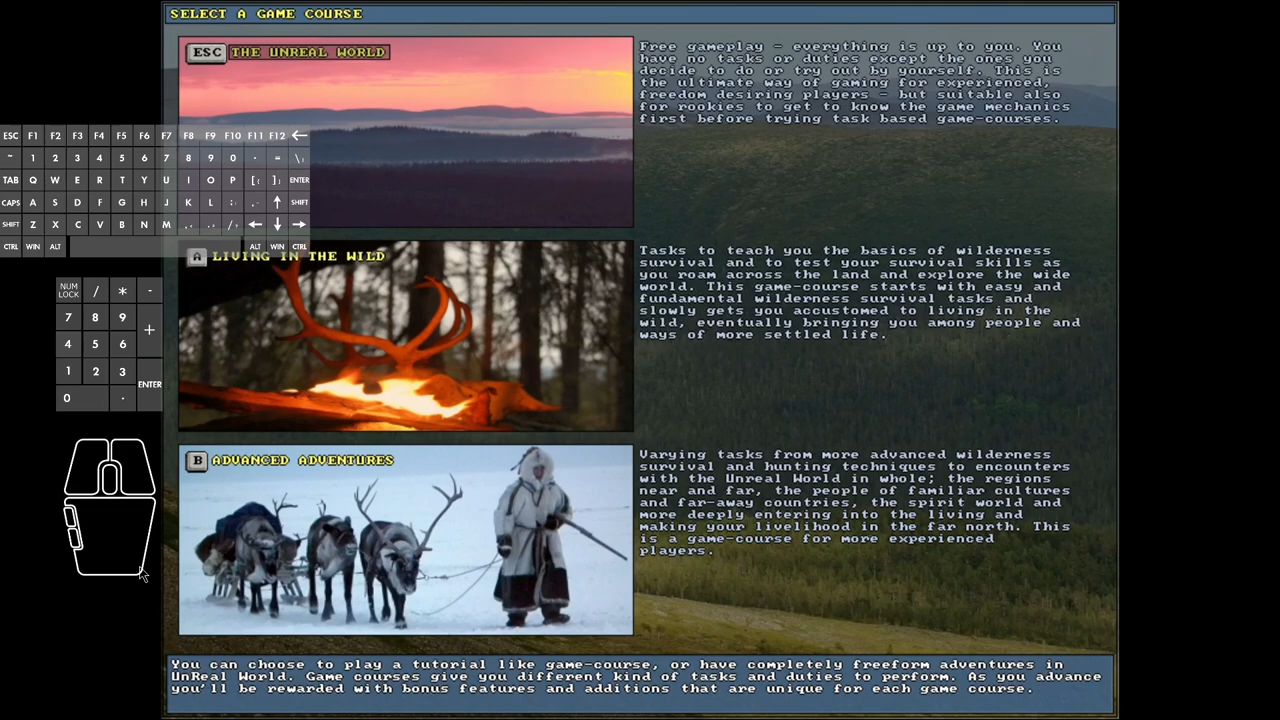 SELECT A GAME COURSE
ESC THE UNREAL WORLD
Free gameplay - everything is up to you. You
have no tasks or duties except the ones you
decide to do or try out by yourself. This is
the ultimate way of gaming for experienced,
freedom desiring players - but suitable also
for rookies to get to know the game mechanics
first before trying task based game-courses.
ESC F1 F2 F3 F4 F5 F6 F7 F8 F9 F10 F11 F12 ←
~ 1 2 3 4 5 6 7 8 9 0 - = \
TAB Q W E R T Y U I O P [ ] ENTER
CAPS A S D F G H J K L ; ↑ SHIFT
SHIFT Z X C V B N M / ← ↓ →
CTRL WIN ALT ALT WIN CTRL
A LIVING IN THE WILD
Tasks to teach you the basics of wilderness
survival and to test your survival skills as
you roam across the land and explore the wide
world. This game-course starts with easy and
fundamental wilderness survival tasks and
slowly gets you accustomed to living in the
wild, eventually bringing you among people and
ways of more settled life.
NUM
LOCK / * -
7 8 9 +
4 5 6
1 2 3 ENTER
0 .
B ADVANCED ADVENTURES
Varying tasks from more advanced wilderness
survival and hunting techniques to encounters
with the Unreal World in whole; the regions
near and far, the people of familiar cultures
and far-away countries, the spirit world and
more deeply entering into the living and
making your livelihood in the far north. This
is a game-course for more experienced
players.
You can choose to play a tutorial like game-course, or have completely freeform adventures in
UnReal World. Game courses give you different kind of tasks and duties to perform. As you advance
you'll be rewarded with bonus features and additions that are unique for each game course.